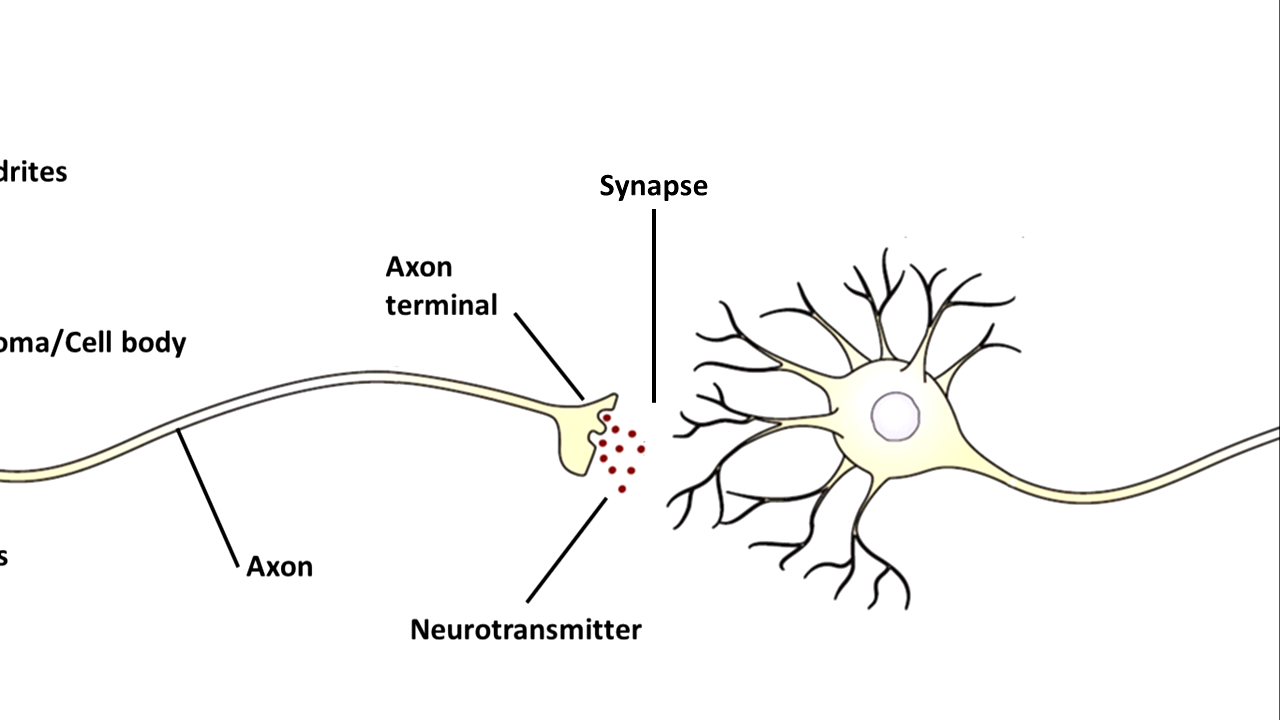 drites
Synapse
Axon
terminal
oma/Cell body
s
Axon
Neurotransmitter